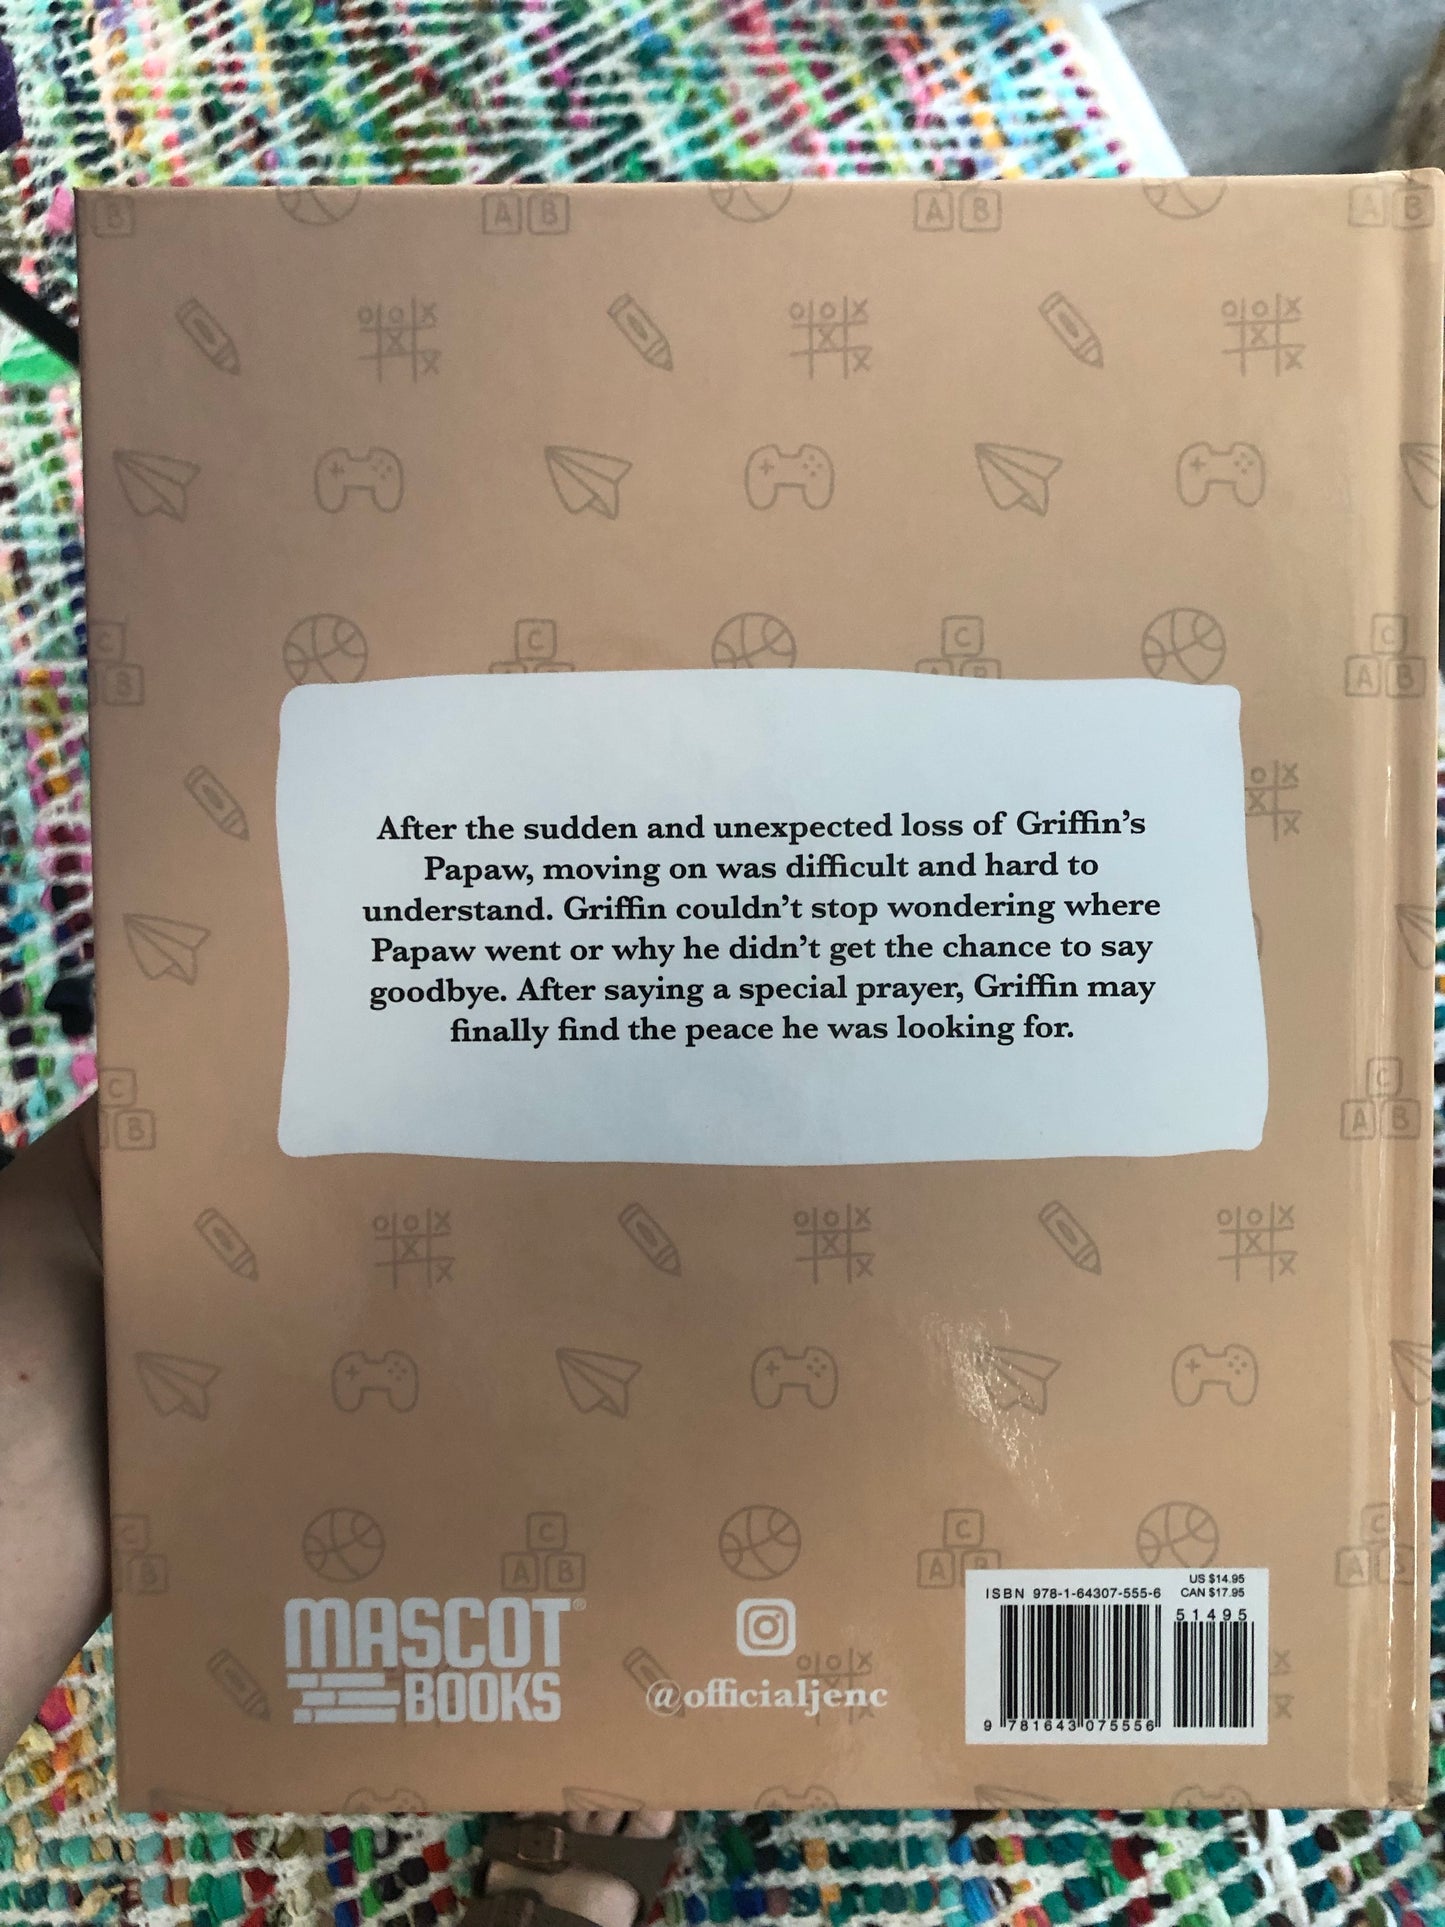 After the sudden and unexpected loss of Griffin's
Papaw, moving on was difficult and hard to
understand. Griffin couldn't stop wondering where
Papaw went or why he didn't get the chance to say
goodbye. After saying a special prayer, Griffin may
finally find the peace he was looking for.
MASCOT®
BOOKS
@officialjenc
ISBN 978-1-64307-555-6
US $14.95
CAN $17.95
51495
9 781643 075556